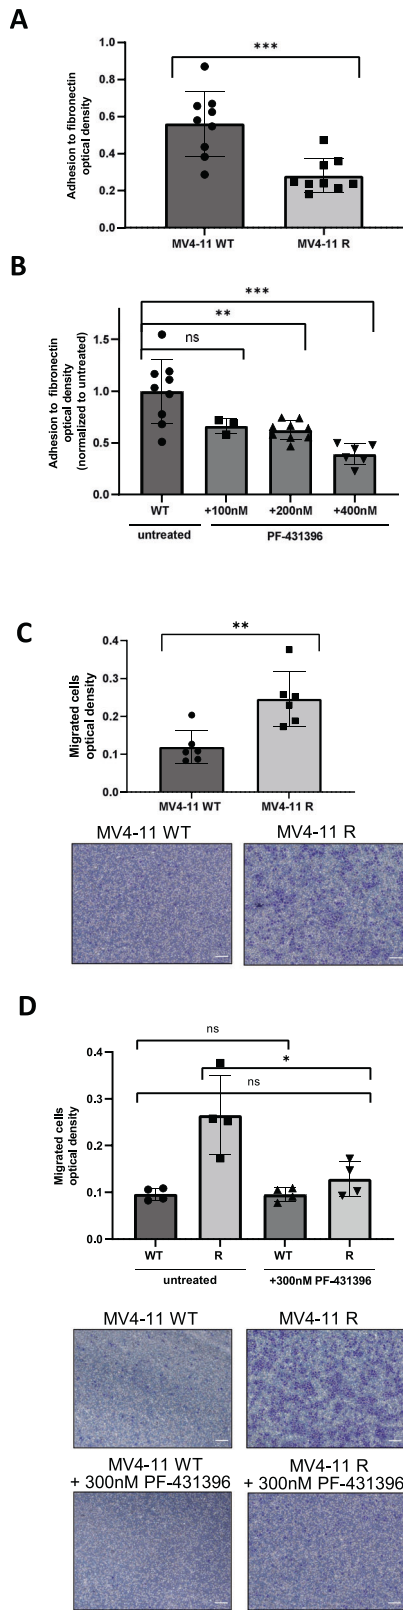 A
Adhesion to fibronectin
optical density
1.0
0.8
0.6
0.4
0.2
0.0
***
MV4-11 WT
MV4-11 R
B
Adhesion to fibronectin
optical density
(normalized to untreated)
1.5
1.0
0.5
0.0
***
**
ns
WT
+100nM
+200nM
+400nM
untreated
PF-431396
C
Migrated cells
optical density
0.4
0.3
0.2
0.1
0.0
**
MV4-11 WT
MV4-11 R
MV4-11 WT
MV4-11 R
D
Migrated cells
optical density
0.4
0.3
0.2
0.1
0.0
ns
*
ns
WT
R
WT
R
untreated
+300nM PF-431396
MV4-11 WT
MV4-11 R
MV4-11 WT
+ 300nM PF-431396
MV4-11 R
+ 300nM PF-431396